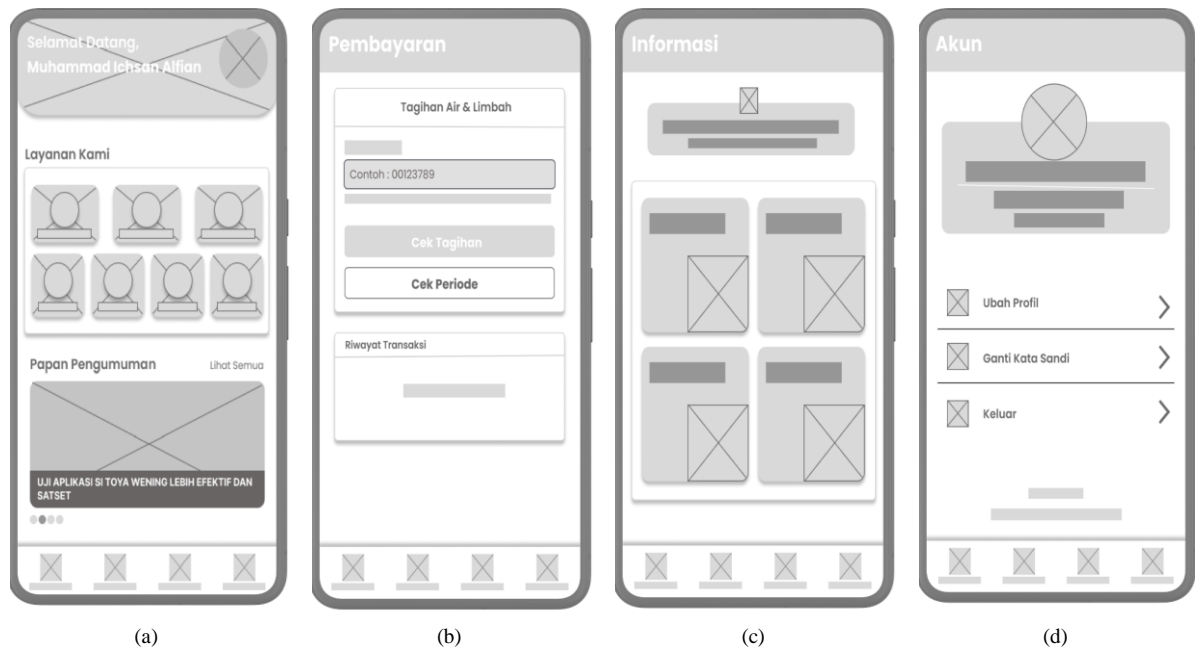 Selamat Datang,
Muhammad Ichsan Alfian
Layanan Kami
Papan Pengumuman
Lihat Semua
UJI APLIKASI SI TOYA WENING LEBIH EFEKTIF DAN
SATSET
(a)
Pembayaran
Tagihan Air & Limbah
Contoh : 00123789
Cek Tagihan
Cek Periode
Riwayat Transaksi
(b)
Informasi
(c)
Akun
Ubah Profil
Ganti Kata Sandi
Keluar
(d)